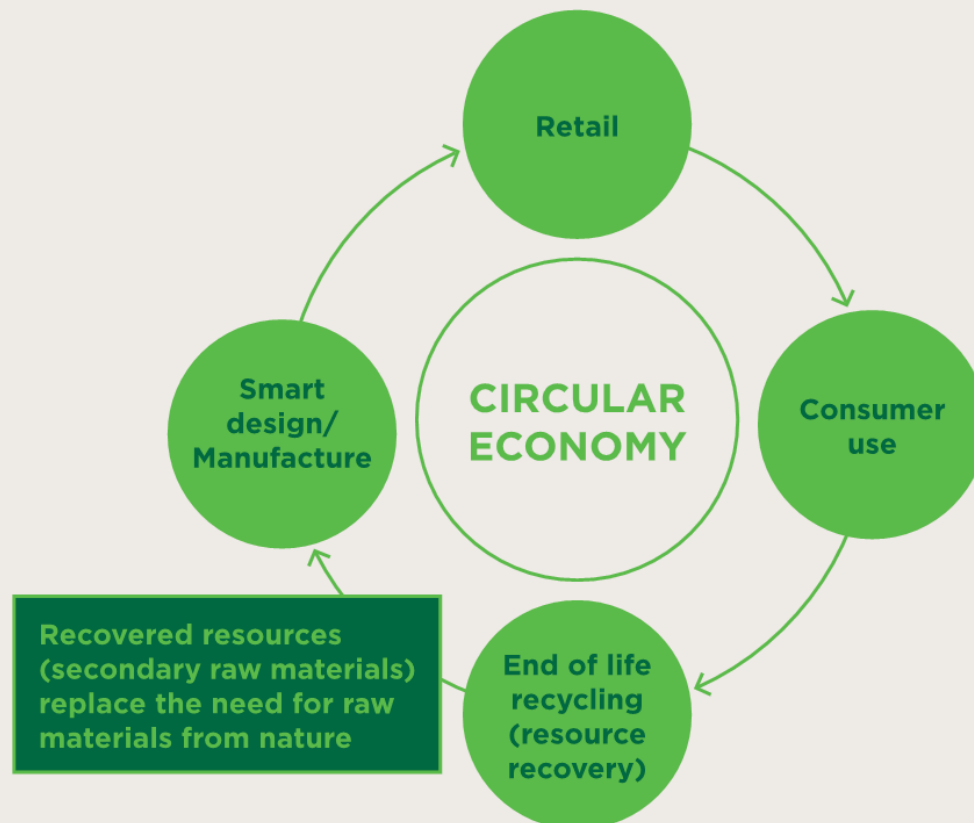 Retail
Smart
design/
Manufacture
CIRCULAR
ECONOMY
Consumer
use
Recovered resources
(secondary raw materials)
replace the need for raw
materials from nature
End of life
recycling
(resource
recovery)